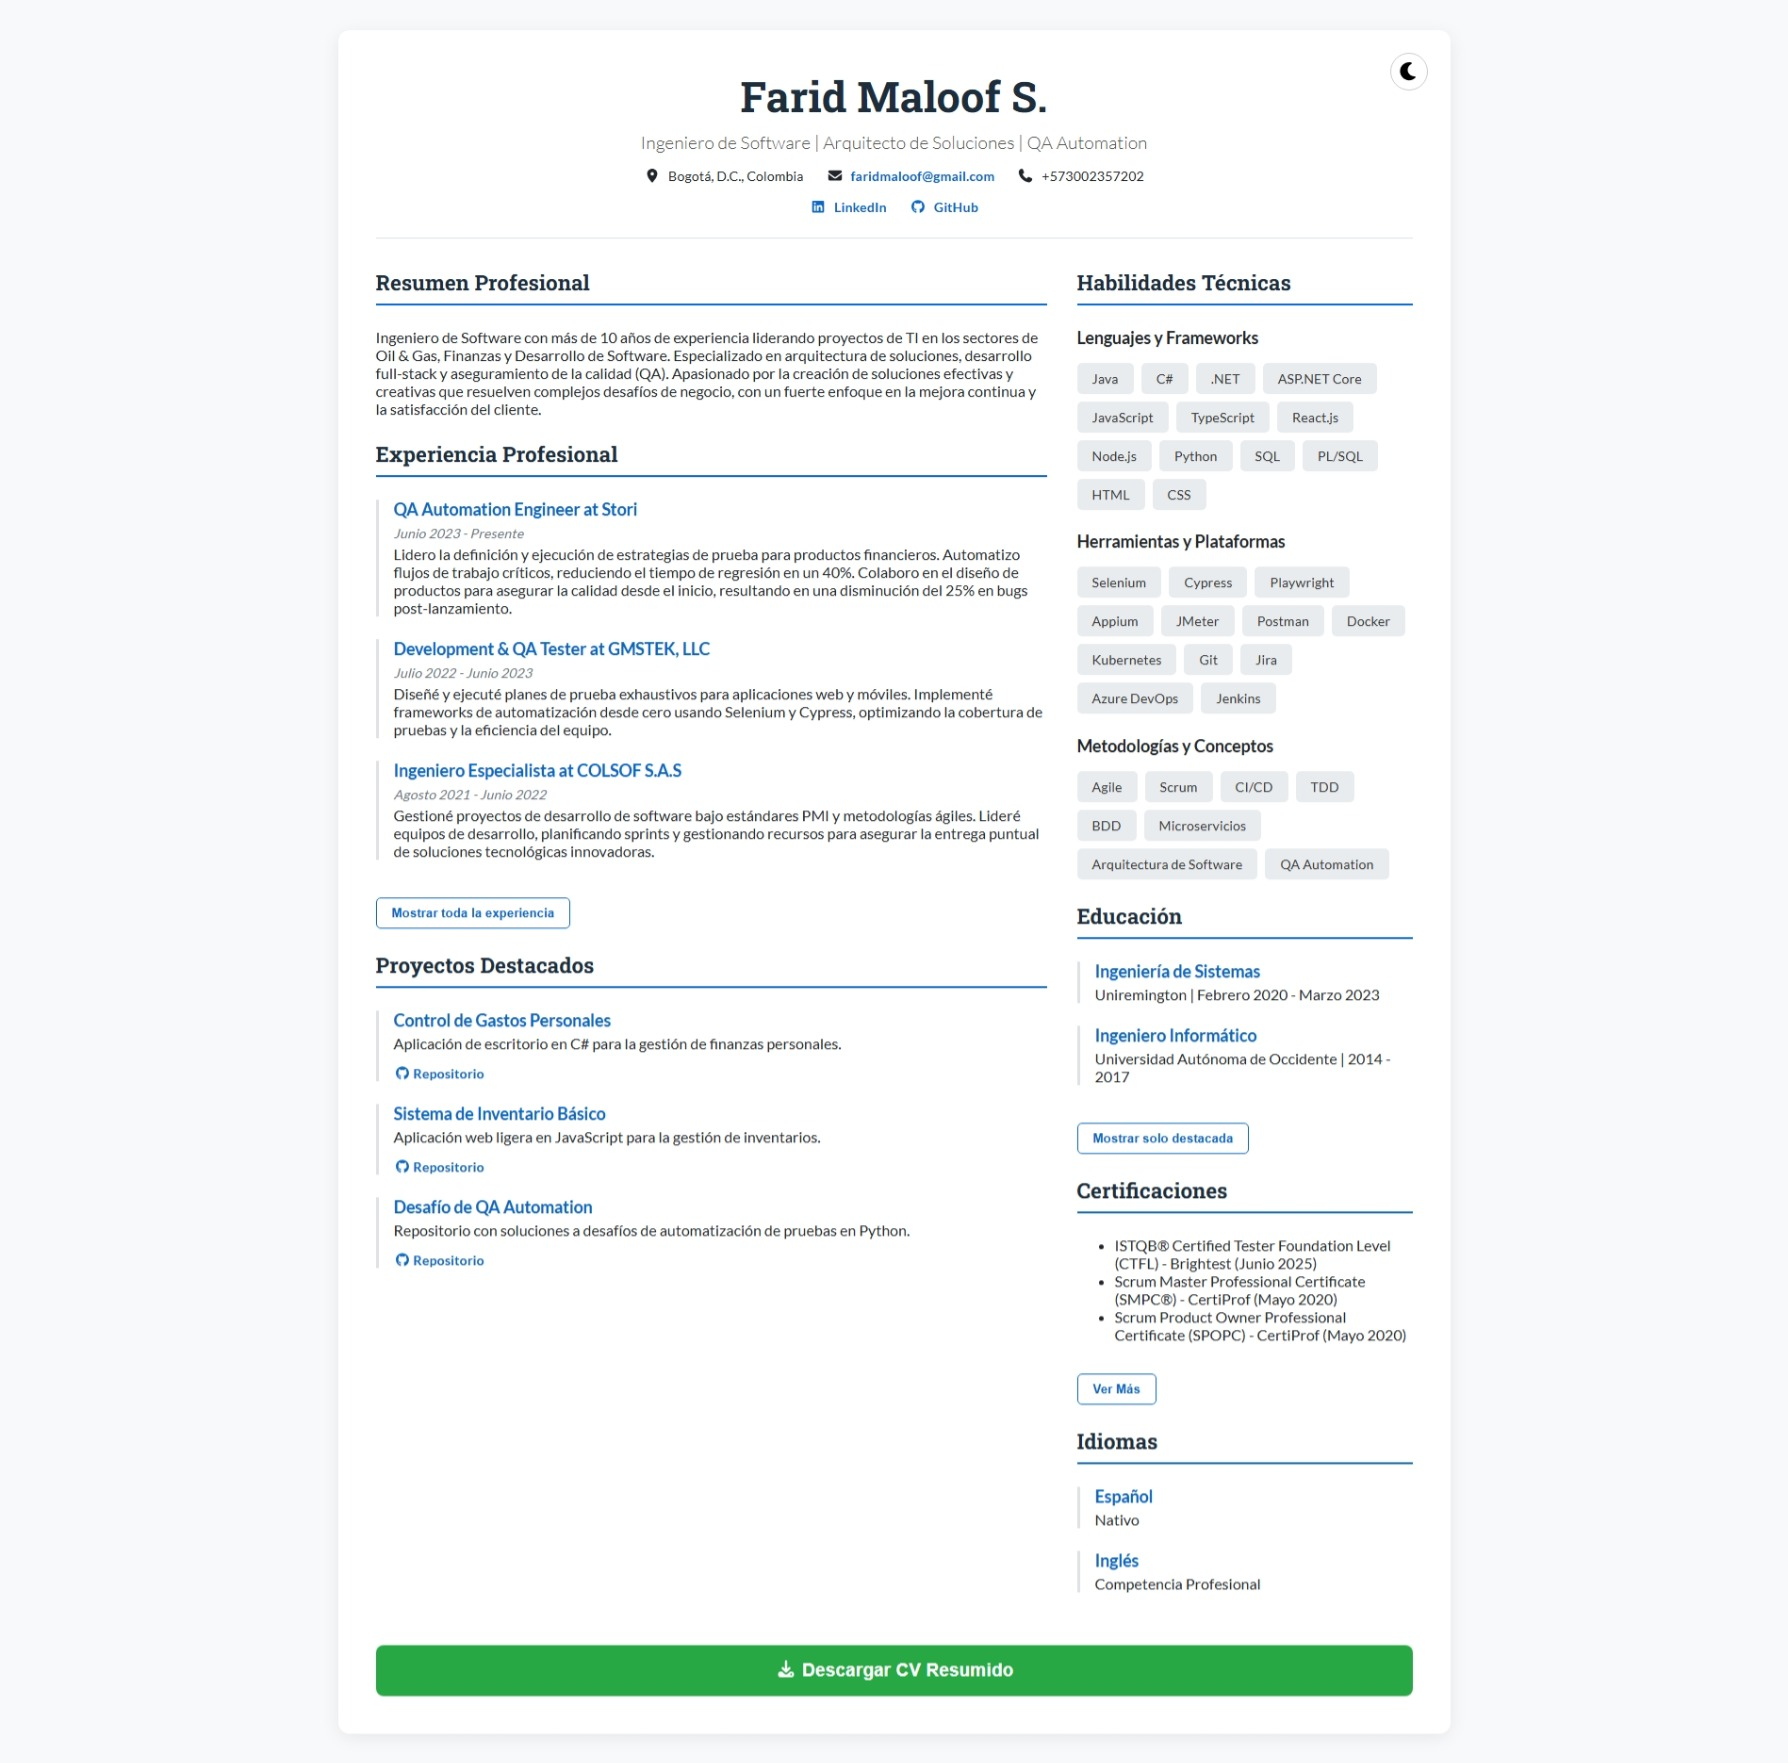 Farid Maloof S.
Ingeniero de Software | Arquitecto de Soluciones | QA Automation
Bogotá, D.C., Colombia faridmaloof@gmail.com +573002357202
LinkedIn GitHub
Resumen Profesional
Ingeniero de Software con más de 10 años de experiencia liderando proyectos de TI en los sectores de
Oil & Gas, Finanzas y Desarrollo de Software. Especializado en arquitectura de soluciones, desarrollo
full-stack y aseguramiento de la calidad (QA). Apasionado por la creación de soluciones efectivas y
creativas que resuelven complejos desafíos de negocio, con un fuerte enfoque en la mejora continua y
la satisfacción del cliente.
Experiencia Profesional
QA Automation Engineer at Stori
Junio 2023 - Presente
Lidero la definición y ejecución de estrategias de prueba para productos financieros. Automatizo
flujos de trabajo críticos, reduciendo el tiempo de regresión en un 40%. Colaboro en el diseño de
productos para asegurar la calidad desde el inicio, resultando en una disminución del 25% en bugs
post-lanzamiento.
Development & QA Tester at GMSTEK, LLC
Julio 2022 - Junio 2023
Diseñé y ejecuté planes de prueba exhaustivos para aplicaciones web y móviles. Implementé
frameworks de automatización desde cero usando Selenium y Cypress, optimizando la cobertura de
pruebas y la eficiencia del equipo.
Ingeniero Especialista at COLSOF S.A.S
Agosto 2021 - Junio 2022
Gestioné proyectos de desarrollo de software bajo estándares PMI y metodologías ágiles. Lideré
equipos de desarrollo, planificando sprints y gestionando recursos para asegurar la entrega puntual
de soluciones tecnológicas innovadoras.
Mostrar toda la experiencia
Proyectos Destacados
Control de Gastos Personales
Aplicación de escritorio en C# para la gestión de finanzas personales.
Repositorio
Sistema de Inventario Básico
Aplicación web ligera en JavaScript para la gestión de inventarios.
Repositorio
Desafío de QA Automation
Repositorio con soluciones a desafíos de automatización de pruebas en Python.
Repositorio
Habilidades Técnicas
Lenguajes y Frameworks
Java C# .NET ASP.NET Core
JavaScript TypeScript React.js
Node.js Python SQL PL/SQL
HTML CSS
Herramientas y Plataformas
Selenium Cypress Playwright
Appium JMeter Postman Docker
Kubernetes Git Jira
Azure DevOps Jenkins
Metodologías y Conceptos
Agile Scrum CI/CD TDD
BDD Microservicios
Arquitectura de Software QA Automation
Educación
Ingeniería de Sistemas
Uniremington | Febrero 2020 - Marzo 2023
Ingeniero Informático
Universidad Autónoma de Occidente | 2014 -
2017
Mostrar solo destacada
Certificaciones
• ISTQB® Certified Tester Foundation Level
(CTFL) - Brightest (Junio 2025)
• Scrum Master Professional Certificate
(SMPC®) - CertiProf (Mayo 2020)
• Scrum Product Owner Professional
Certificate (SPOPC) - CertiProf (Mayo 2020)
Ver Más
Idiomas
Español
Nativo
Inglés
Competencia Profesional
Descargar CV Resumido